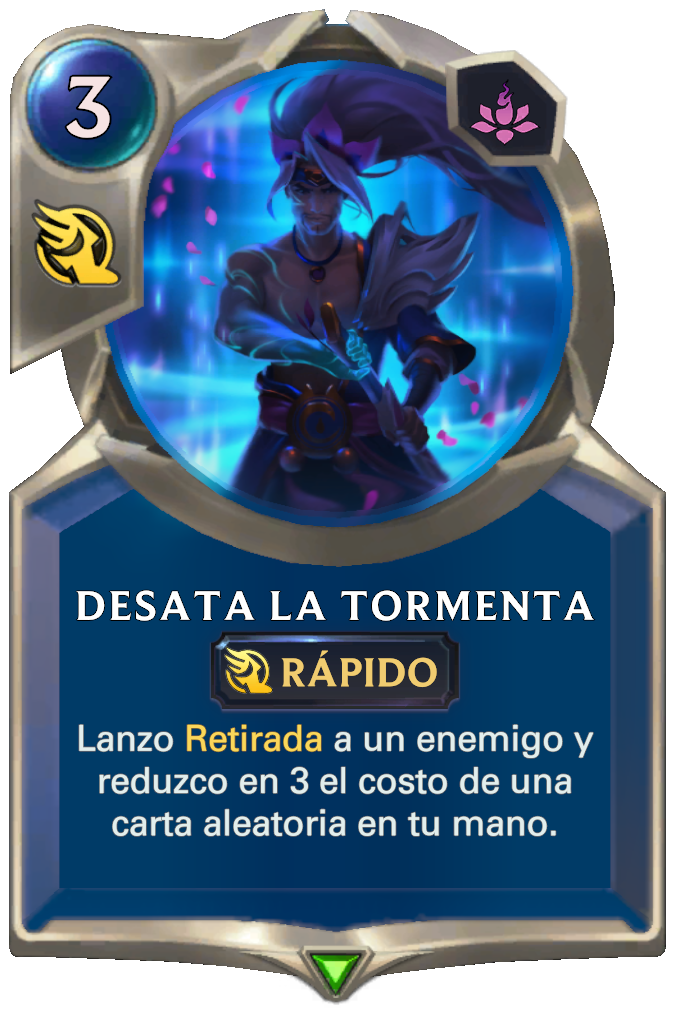 3
DESATA LA TORMENTA
RÁPIDO
Lanzo Retirada a un enemigo y
reduzco en 3 el costo de una
carta aleatoria en tu mano.